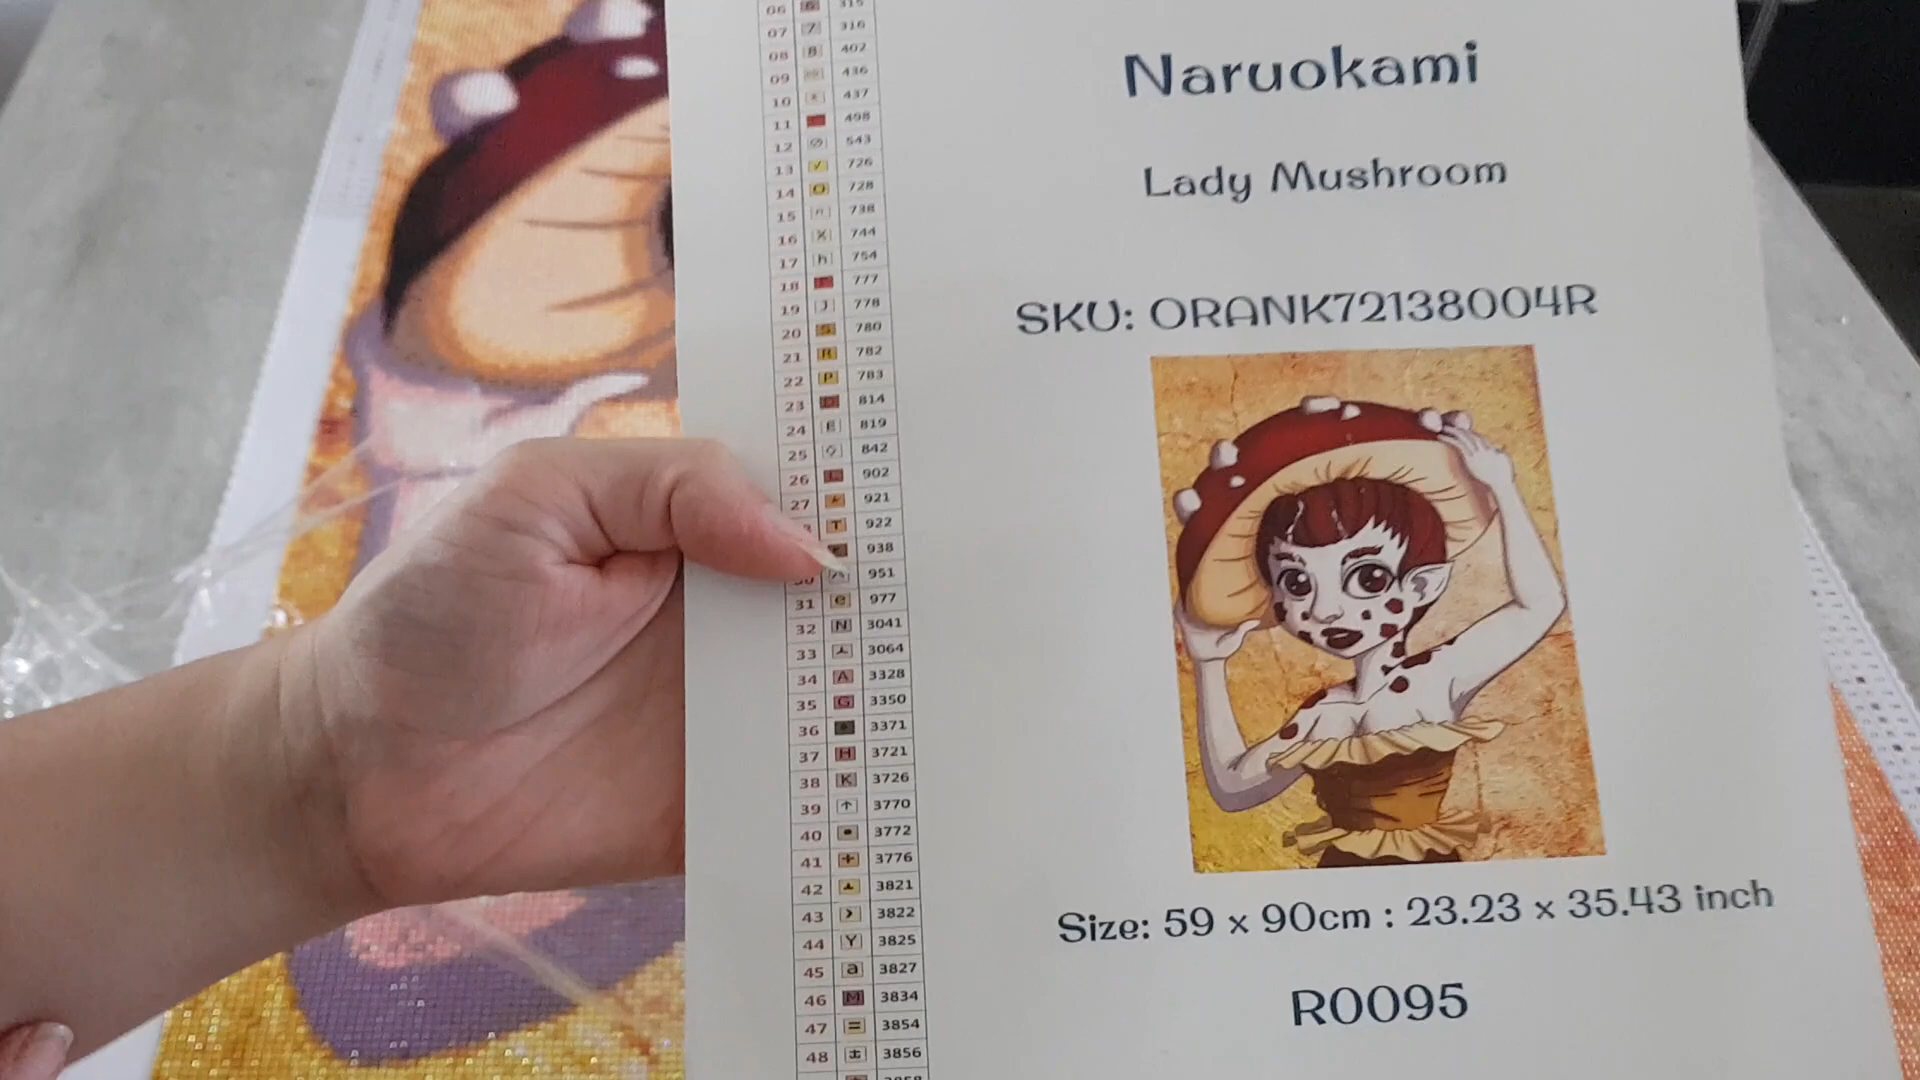 06 6 315
07 7 316
08 8 402
09 436
10 437
11 498
12 543
13 726
14 O 728
15 n 738
16 X 744
17 h 754
18 777
19 J 778
20 S 780
21 R 782
22 P 783
23 814
24 E 819
25 842
26 L 902
27 921
T 922
938
951
31 e 977
32 N 3041
33 3064
34 A 3328
35 G 3350
36 3371
37 H 3721
38 K 3726
39 ↑ 3770
40 3772
41 + 3776
42 3821
43 › 3822
44 Y 3825
45 a 3827
46 M 3834
47 = 3854
48 ± 3856
Naruokami
Lady Mushroom
SKU: ORANK72138004R
Size: 59 x 90cm : 23.23 x 35.43 inch
R0095